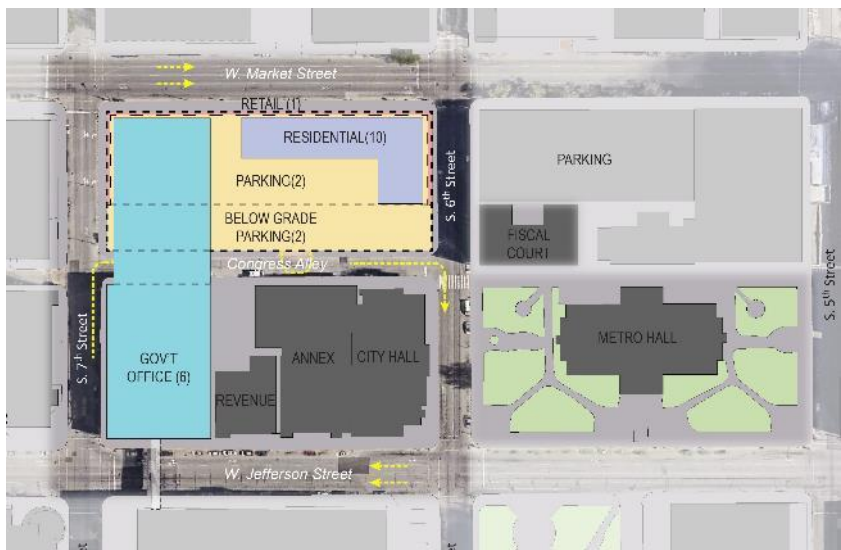 W. Market Street
RETAIL (1)
RESIDENTIAL(10)
PARKING
PARKING(2)
S. 6th Street
BELOW GRADE
PARKING(2)
FISCAL
COURT
Congress Alley
S. 5th Street
S. 7th Street
GOV'T
OFFICE (6)
ANNEX
CITY HALL
METRO HALL
REVENUE
W. Jefferson Street